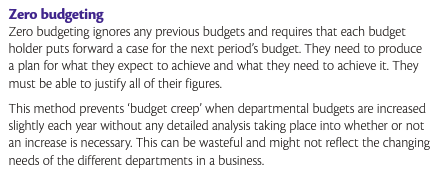 Zero budgeting
Zero budgeting ignores any previous budgets and requires that each budget
holder puts forward a case for the next period's budget. They need to produce
a plan for what they expect to achieve and what they need to achieve it. They
must be able to justify all of their figures.
This method prevents 'budget creep' when departmental budgets are increased
slightly each year without any detailed analysis taking place into whether or not
an increase is necessary. This can be wasteful and might not reflect the changing
needs of the different departments in a business.